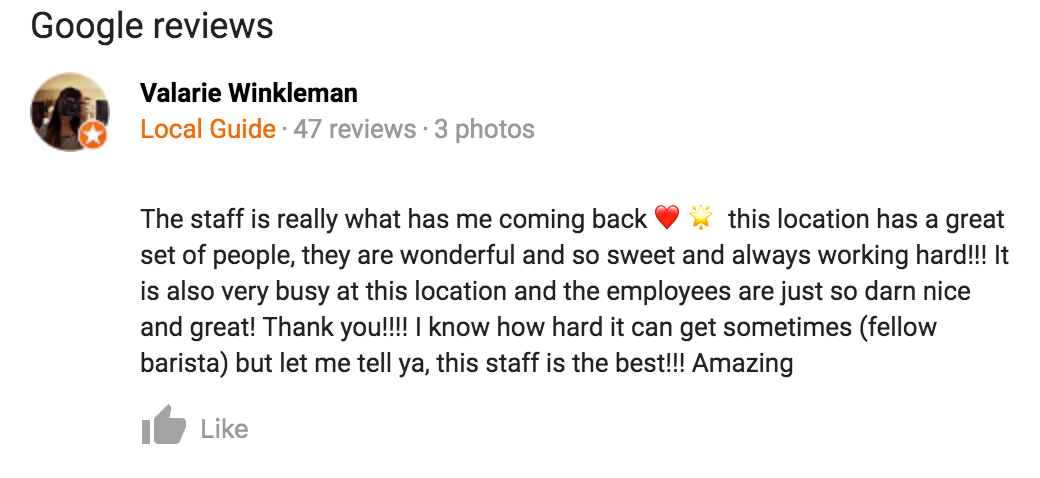 Google reviews
Valarie Winkleman
Local Guide · 47 reviews · 3 photos
The staff is really what has me coming back ❤️ 🌟 this location has a great
set of people, they are wonderful and so sweet and always working hard!!! It
is also very busy at this location and the employees are just so darn nice
and great! Thank you!!!! I know how hard it can get sometimes (fellow
barista) but let me tell ya, this staff is the best!!! Amazing
Like